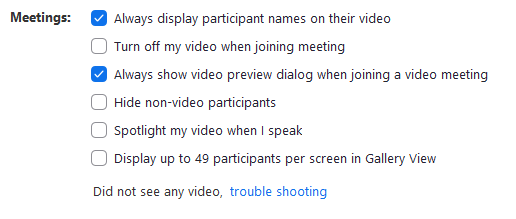 Meetings: Always display participant names on their video
Turn off my video when joining meeting
Always show video preview dialog when joining a video meeting
Hide non-video participants
Spotlight my video when I speak
Display up to 49 participants per screen in Gallery View
Did not see any video, trouble shooting